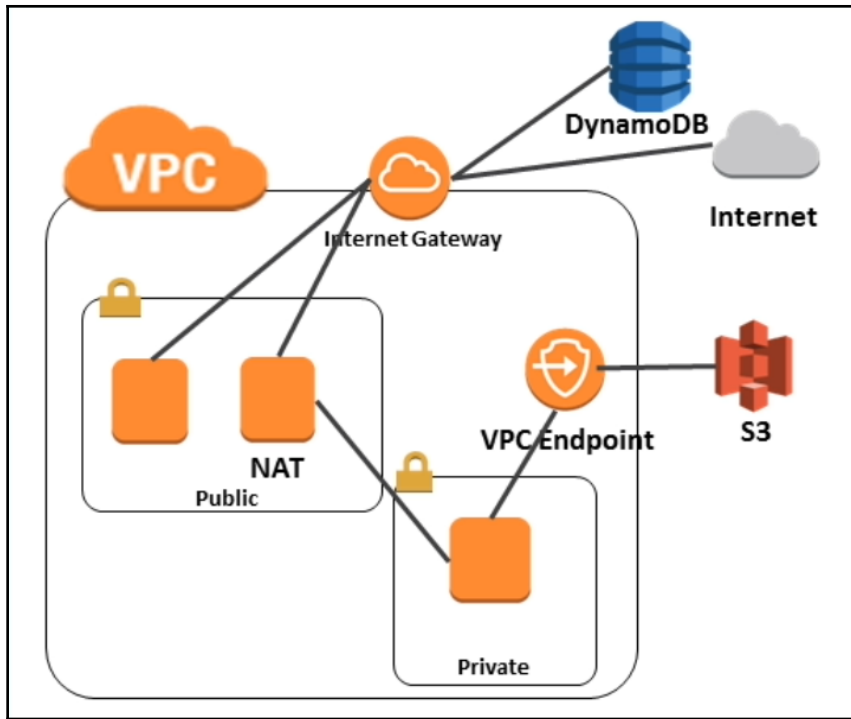 DynamoDB
VPC
Internet
Internet Gateway
VPC Endpoint
S3
NAT
Public
Private